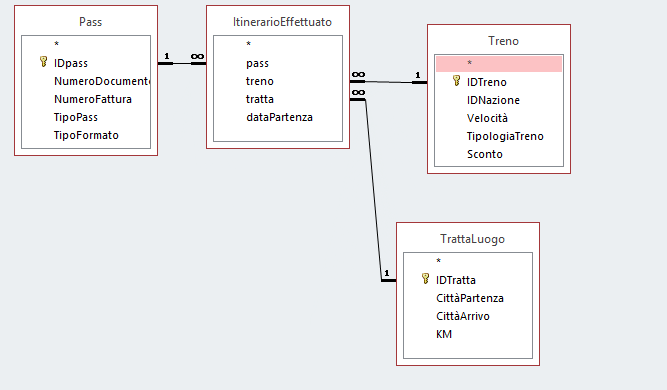 Pass
*
IDpass
NumeroDocumento
NumeroFattura
TipoPass
TipoFormato
1
∞
ItinerarioEffettuato
*
pass
treno
tratta
dataPartenza
∞
∞
1
1
Treno
*
IDTreno
IDNazione
Velocità
TipologiaTreno
Sconto
TrattaLuogo
*
IDTratta
CittàPartenza
CittàArrivo
KM